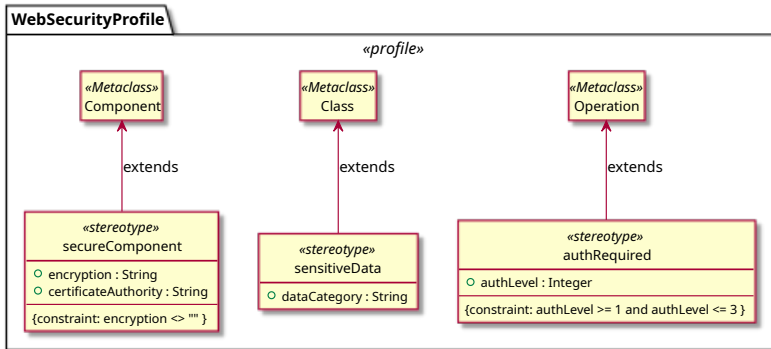 WebSecurityProfile
«profile»
«Metaclass»
Component
«Metaclass»
Class
«Metaclass»
Operation
extends
extends
extends
«stereotype»
secureComponent
encryption : String
certificateAuthority : String
{constraint: encryption <> "" }
«stereotype»
sensitiveData
dataCategory : String
«stereotype»
authRequired
authLevel : Integer
{constraint: authLevel >= 1 and authLevel <= 3 }